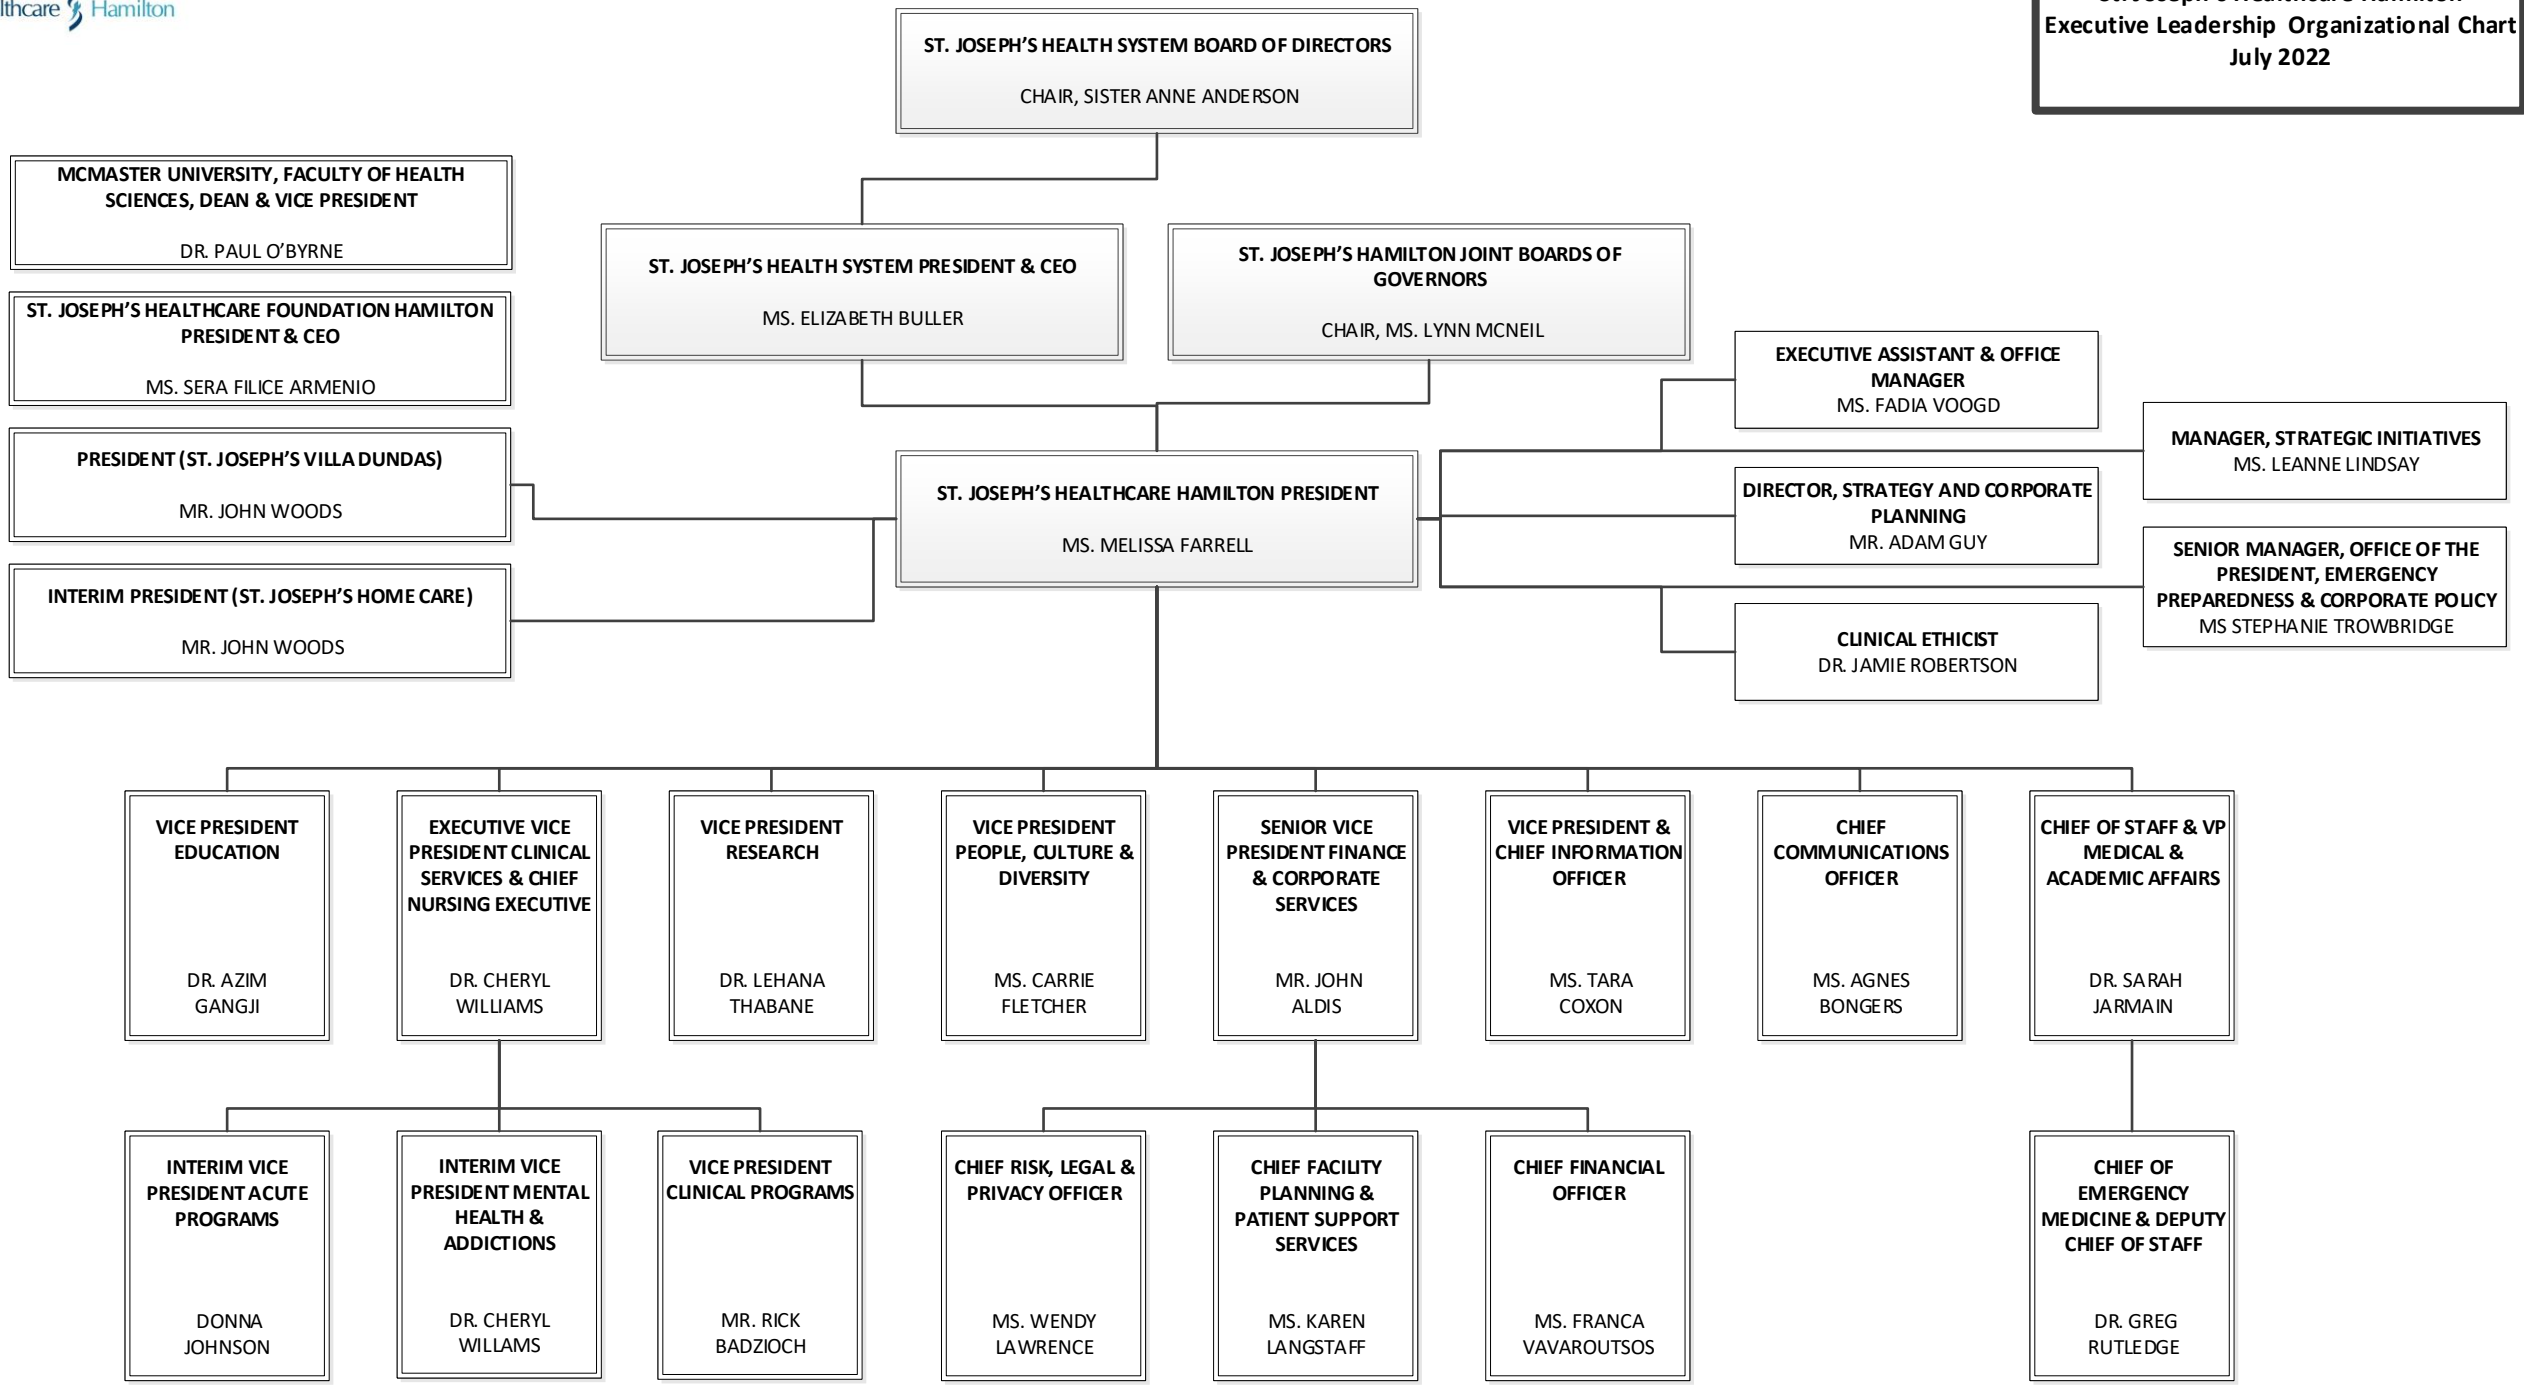 Hamilton
Executive Leadership Organizational Chart
July 2022
ST. JOSEPH'S HEALTH SYSTEM BOARD OF DIRECTORS
CHAIR, SISTER ANNE ANDERSON
MCMASTER UNIVERSITY, FACULTY OF HEALTH
SCIENCES, DEAN & VICE PRESIDENT
DR. PAUL O'BYRNE
ST. JOSEPH'S HEALTHCARE FOUNDATION HAMILTON
PRESIDENT & CEO
MS. SERA FILICE ARMENIO
PRESIDENT (ST. JOSEPH'S VILLA DUNDAS)
MR. JOHN WOODS
INTERIM PRESIDENT (ST. JOSEPH'S HOME CARE)
MR. JOHN WOODS
ST. JOSEPH'S HEALTH SYSTEM PRESIDENT & CEO
MS. ELIZABETH BULLER
ST. JOSEPH'S HAMILTON JOINT BOARDS OF
GOVERNORS
CHAIR, MS. LYNN MCNEIL
ST. JOSEPH'S HEALTHCARE HAMILTON PRESIDENT
MS. MELISSA FARRELL
EXECUTIVE ASSISTANT & OFFICE
MANAGER
MS. FADIA VOOGD
MANAGER, STRATEGIC INITIATIVES
MS. LEANNE LINDSAY
DIRECTOR, STRATEGY AND CORPORATE
PLANNING
MR. ADAM GUY
SENIOR MANAGER, OFFICE OF THE
PRESIDENT, EMERGENCY
PREPAREDNESS & CORPORATE POLICY
MS STEPHANIE TROWBRIDGE
CLINICAL ETHICIST
DR. JAMIE ROBERTSON
VICE PRESIDENT
EDUCATION
DR. AZIM
GANGJI
EXECUTIVE VICE
PRESIDENT CLINICAL
SERVICES & CHIEF
NURSING EXECUTIVE
DR. CHERYL
WILLIAMS
VICE PRESIDENT
RESEARCH
DR. LEHANA
THABANE
VICE PRESIDENT
PEOPLE, CULTURE &
DIVERSITY
MS. CARRIE
FLETCHER
SENIOR VICE
PRESIDENT FINANCE
& CORPORATE
SERVICES
MR. JOHN
ALDIS
VICE PRESIDENT &
CHIEF INFORMATION
OFFICER
MS. TARA
COXON
CHIEF
COMMUNICATIONS
OFFICER
MS. AGNES
BONGERS
CHIEF OF STAFF & VP
MEDICAL &
ACADEMIC AFFAIRS
DR. SARAH
JARMAIN
INTERIM VICE
PRESIDENT ACUTE
PROGRAMS
DONNA
JOHNSON
INTERIM VICE
PRESIDENT MENTAL
HEALTH &
ADDICTIONS
DR. CHERYL
WILLAMS
VICE PRESIDENT
CLINICAL PROGRAMS
MR. RICK
BADZIOCH
CHIEF RISK, LEGAL &
PRIVACY OFFICER
MS. WENDY
LAWRENCE
CHIEF FACILITY
PLANNING &
PATIENT SUPPORT
SERVICES
MS. KAREN
LANGSTAFF
CHIEF FINANCIAL
OFFICER
MS. FRANCA
VAVAROUTSOS
CHIEF OF
EMERGENCY
MEDICINE & DEPUTY
CHIEF OF STAFF
DR. GREG
RUTLEDGE